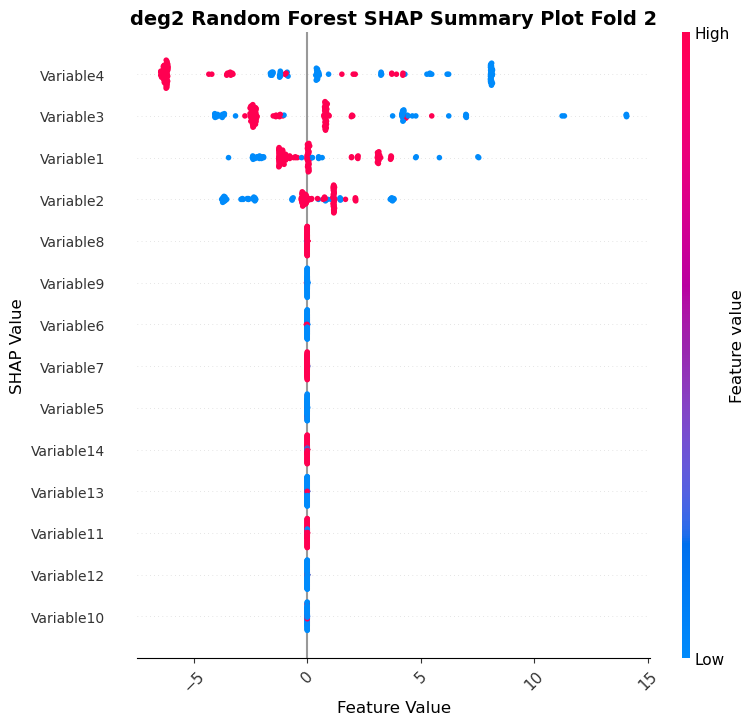 deg2 Random Forest SHAP Summary Plot Fold 2
High
Variable4
Variable3
Variable1
Variable2
Variable8
Variable9
Variable6
Variable7
Variable5
Variable14
Variable13
Variable11
Variable12
Variable10
SHAP Value
Feature value
Low
−5
0
5
10
15
Feature Value